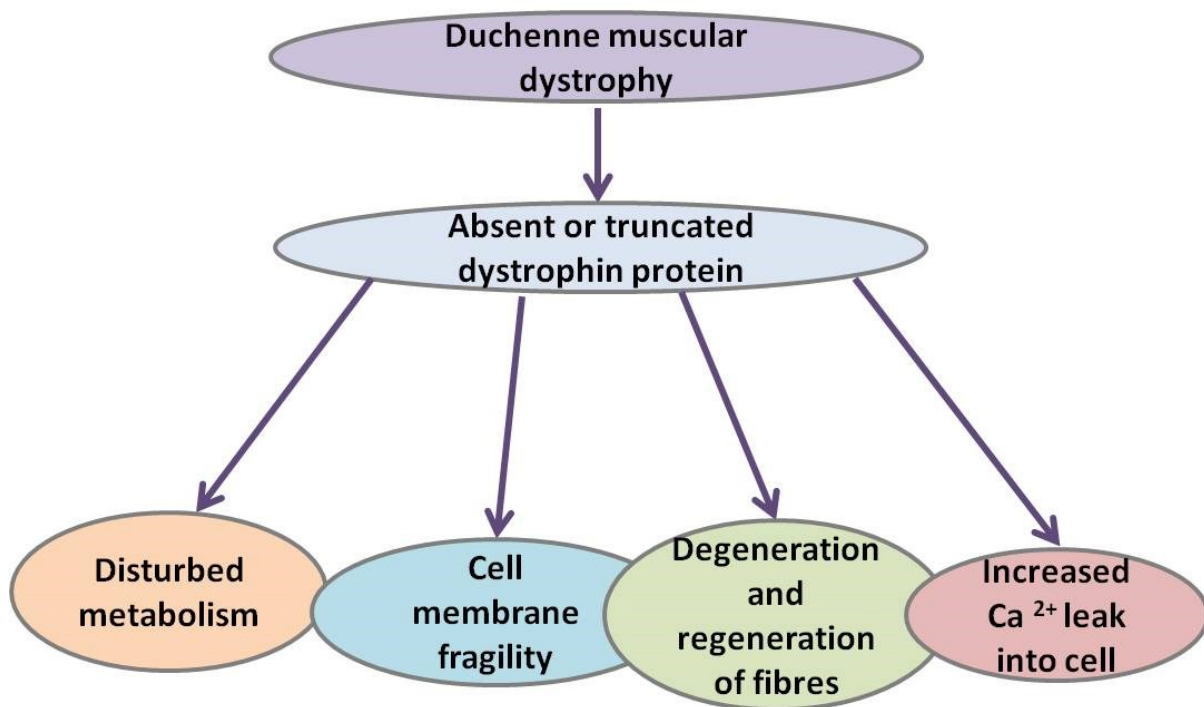 Duchenne muscular
dystrophy
Absent or truncated
dystrophin protein
Disturbed
metabolism
Cell
membrane
fragility
Degeneration
and
regeneration
of fibres
Increased
Ca ²⁺ leak
into cell